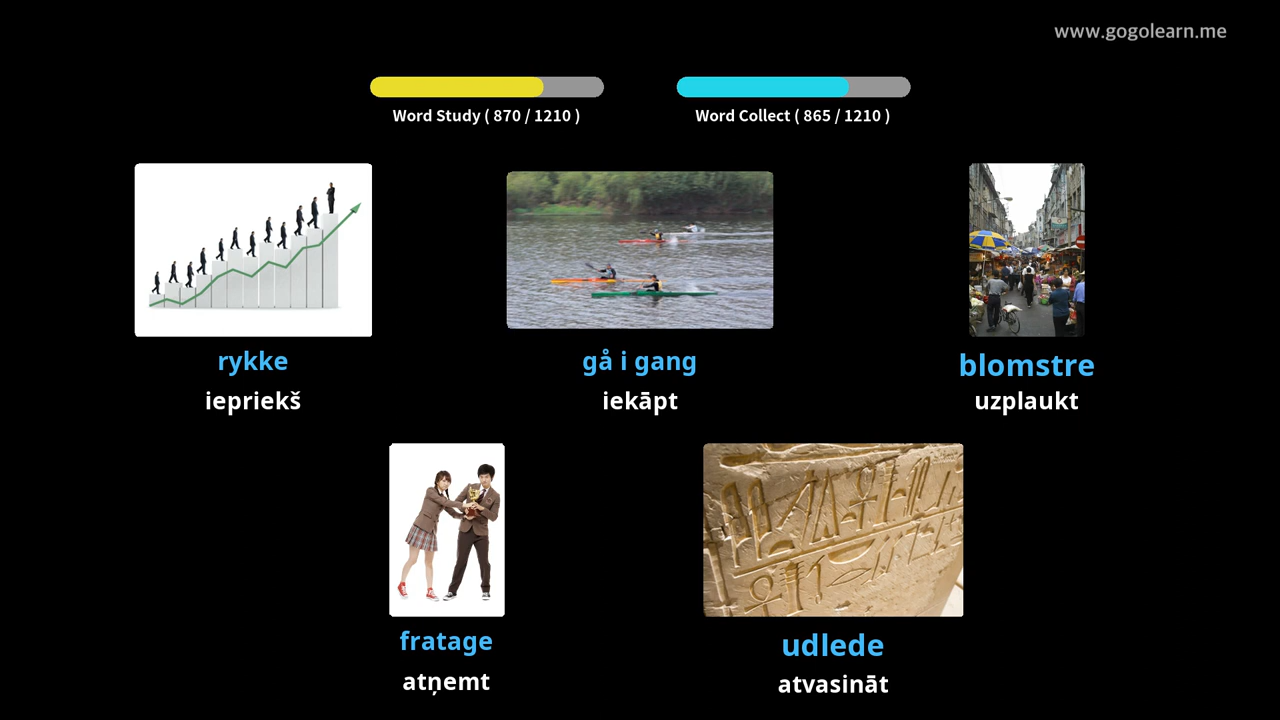 www.gogolearn.me
Word Study ( 870 / 1210 )
Word Collect ( 865 / 1210 )
rykke
iepriekš
gå i gang
iekāpt
blomstre
uzplaukt
fratage
atņemt
udlede
atvasināt